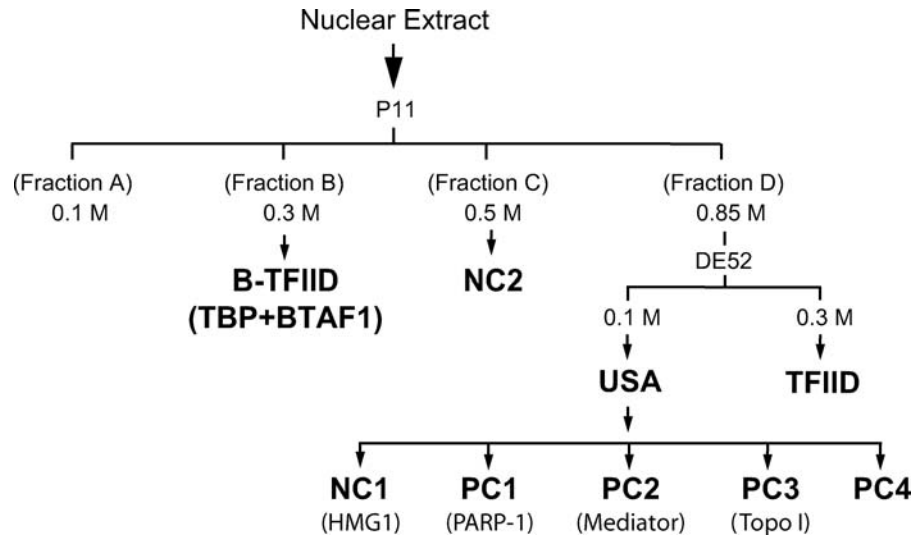 Nuclear Extract
P11
(Fraction A) (Fraction B) (Fraction C) (Fraction D)
0.1 M 0.3 M 0.5 M 0.85 M
DE52
B-TFIID NC2
(TBP+BTAF1)
0.1 M 0.3 M
USA TFIID
NC1 PC1 PC2 PC3 PC4
(HMG1) (PARP-1) (Mediator) (Topo I)